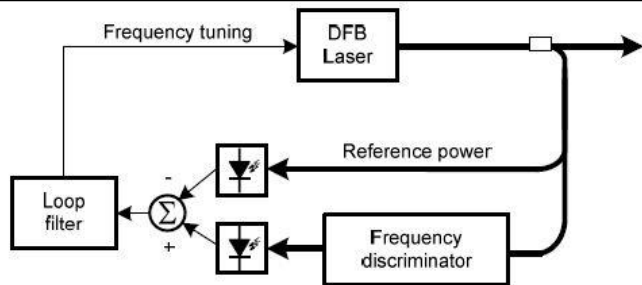 Frequency tuning
DFB
Laser
Reference power
-
Loop
filter
Σ
+
Frequency
discriminator